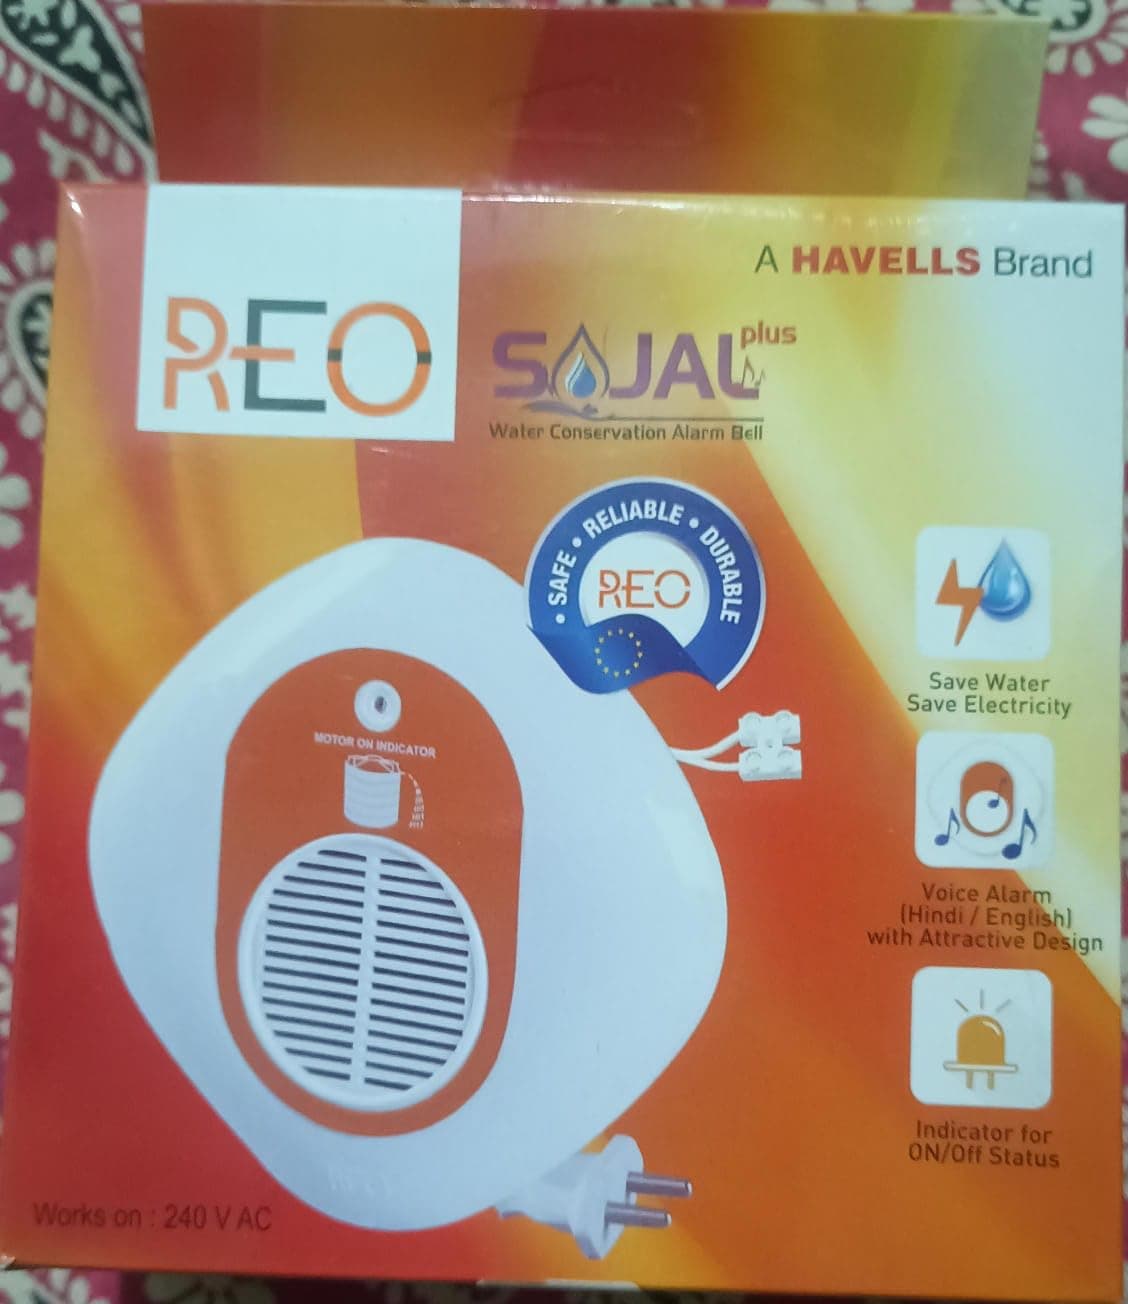 A HAVELLS Brand
REO
SAJAL plus
Water Conservation Alarm Bell
• SAFE • RELIABLE • DURABLE
REO
MOTOR ON INDICATOR
Save Water
Save Electricity
Voice Alarm
(Hindi / English)
with Attractive Design
Indicator for
ON/Off Status
Works on : 240 V AC